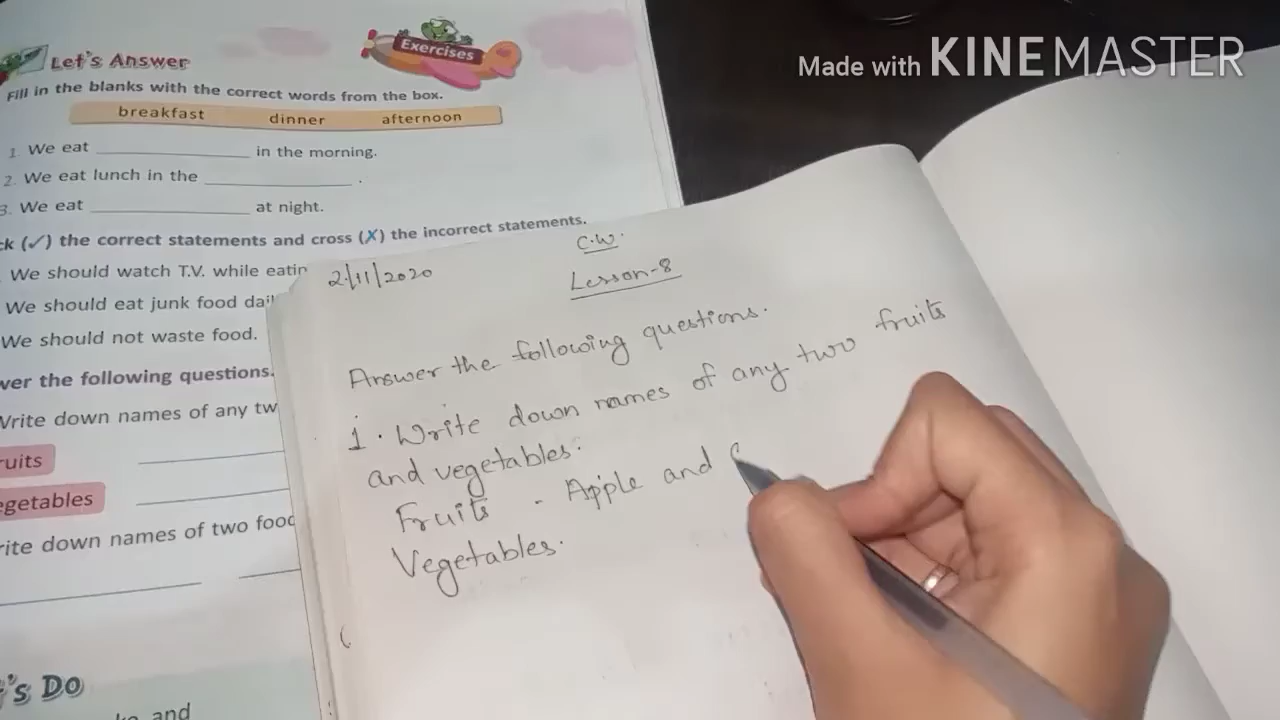 Made with KINEMASTER
Exercises
Let's Answer
Fill in the blanks with the correct words from the box.
breakfast dinner afternoon
1. We eat ____________ in the morning.
2. We eat lunch in the ____________ .
3. We eat ____________ at night.
(✓) the correct statements and cross (✗) the incorrect statements.
We should watch T.V. while
We should eat junk food
We should not waste food.
the following questions.
Write down names of any
names of two
Do
and
C.W.
2/11/2020
Lesson-8
Answer the following questions.
1. Write down names of any two fruits
and vegetables.
Fruits - Apple and
Vegetables.